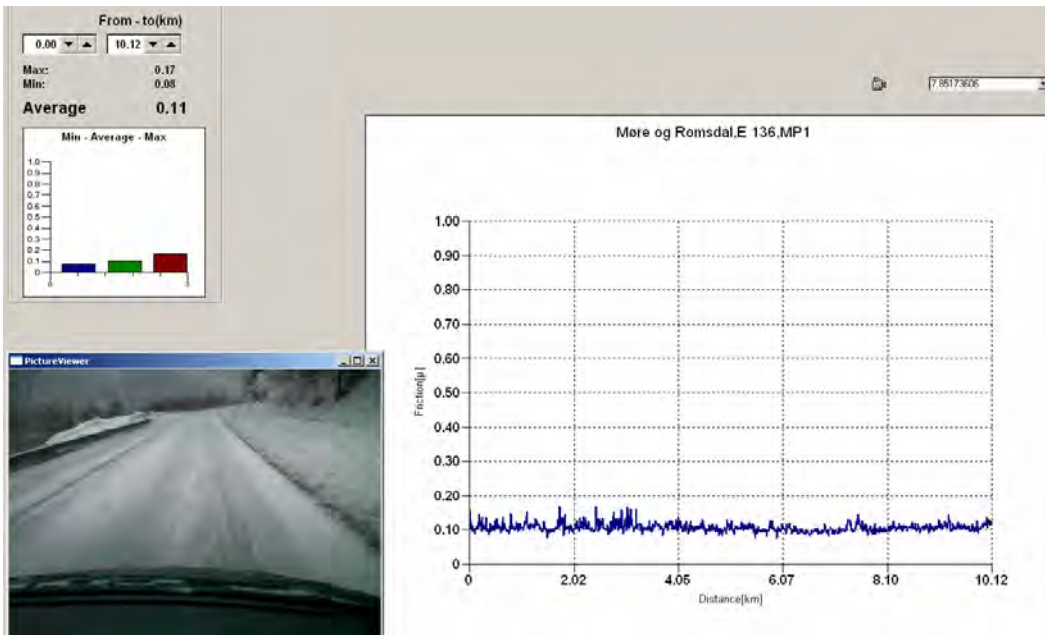 From - to(km)
0.00 10.12
Max: 0.17
Min: 0.08
Average 0.11
Min - Average - Max
1.0
0.9
0.8
0.7
0.6
0.5
0.4
0.3
0.2
0.1
0
0 3
7.85173606
Møre og Romsdal,E 136,MP1
1.00
0.90
0.80
0.70
0.60
0.50
0.40
0.30
0.20
0.10
0
Friction[µ]
0 2.02 4.05 6.07 8.10 10.12
Distance[km]
PictureViewer